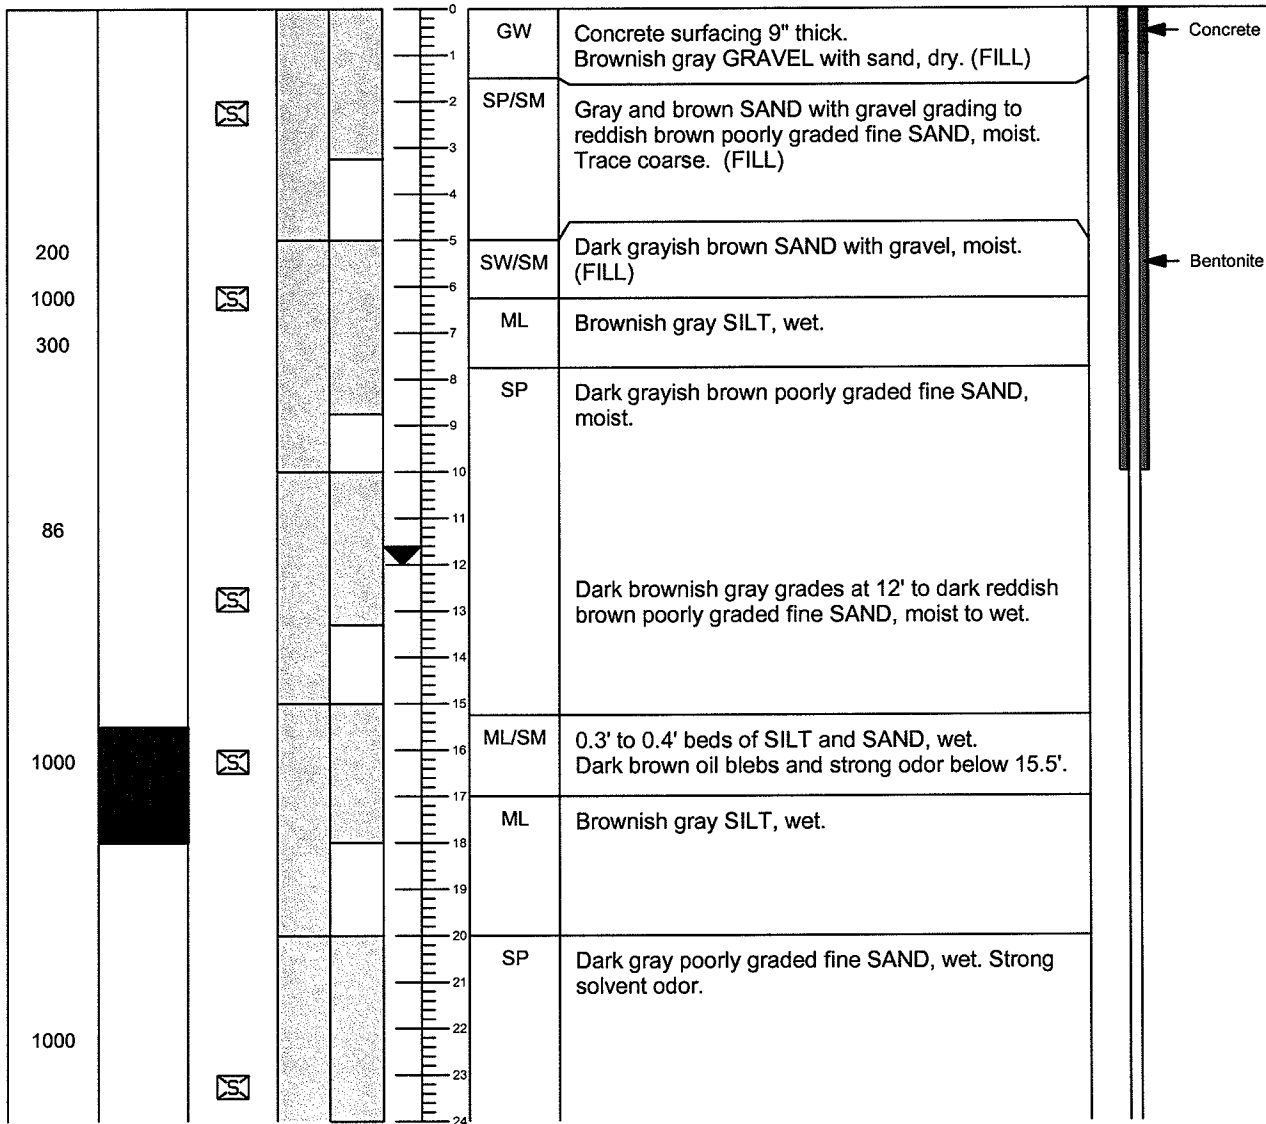 0
GW
Concrete surfacing 9" thick.
Brownish gray GRAVEL with sand, dry. (FILL)
Concrete
1
S
2
SP/SM
Gray and brown SAND with gravel grading to
reddish brown poorly graded fine SAND, moist.
Trace coarse. (FILL)
3
4
5
200
SW/SM
Dark grayish brown SAND with gravel, moist.
(FILL)
Bentonite
1000
S
6
ML
Brownish gray SILT, wet.
300
7
8
SP
Dark grayish brown poorly graded fine SAND,
moist.
9
10
86
11
12
S
Dark brownish gray grades at 12' to dark reddish
brown poorly graded fine SAND, moist to wet.
13
14
15
1000
S
16
ML/SM
0.3' to 0.4' beds of SILT and SAND, wet.
Dark brown oil blebs and strong odor below 15.5'.
17
ML
Brownish gray SILT, wet.
18
19
20
SP
Dark gray poorly graded fine SAND, wet. Strong
solvent odor.
21
22
1000
23
S
24